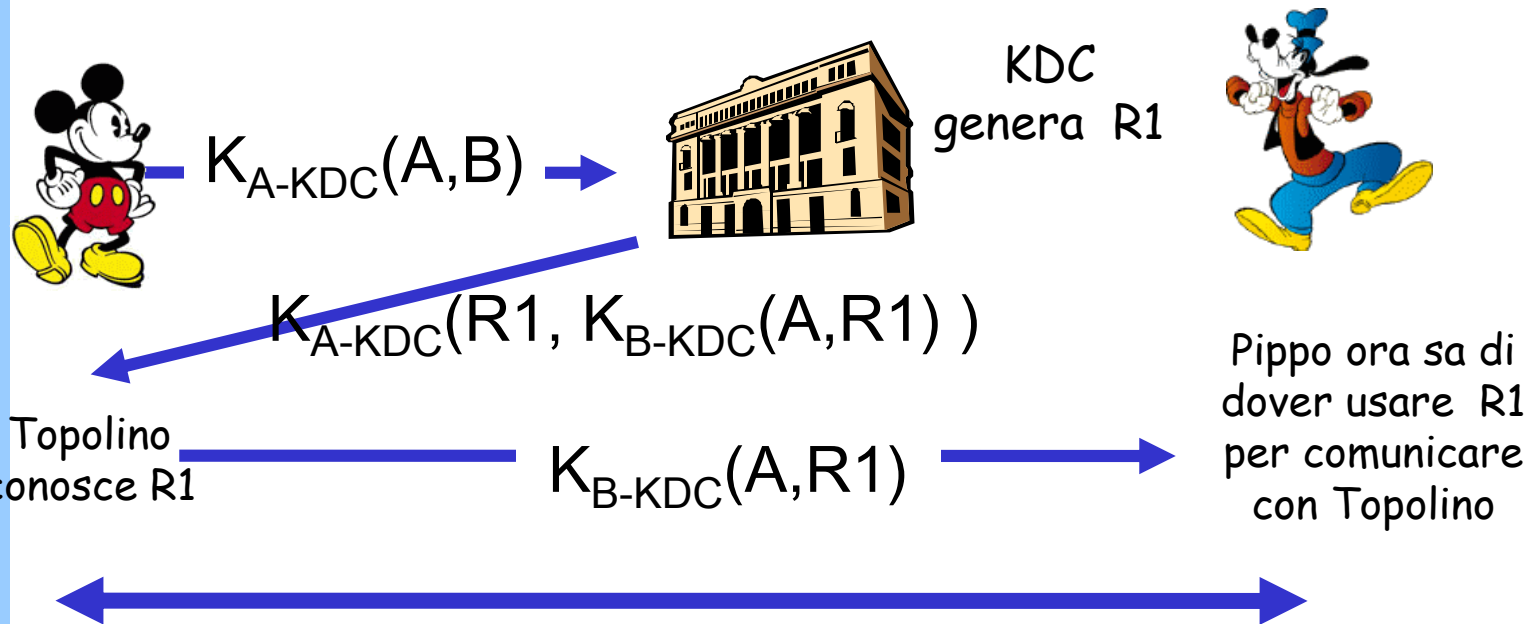 KDC
genera R1
K_A-KDC(A,B)
K_A-KDC(R1, K_B-KDC(A,R1) )
Topolino
conosce R1
K_B-KDC(A,R1)
Pippo ora sa di
dover usare R1
per comunicare
con Topolino